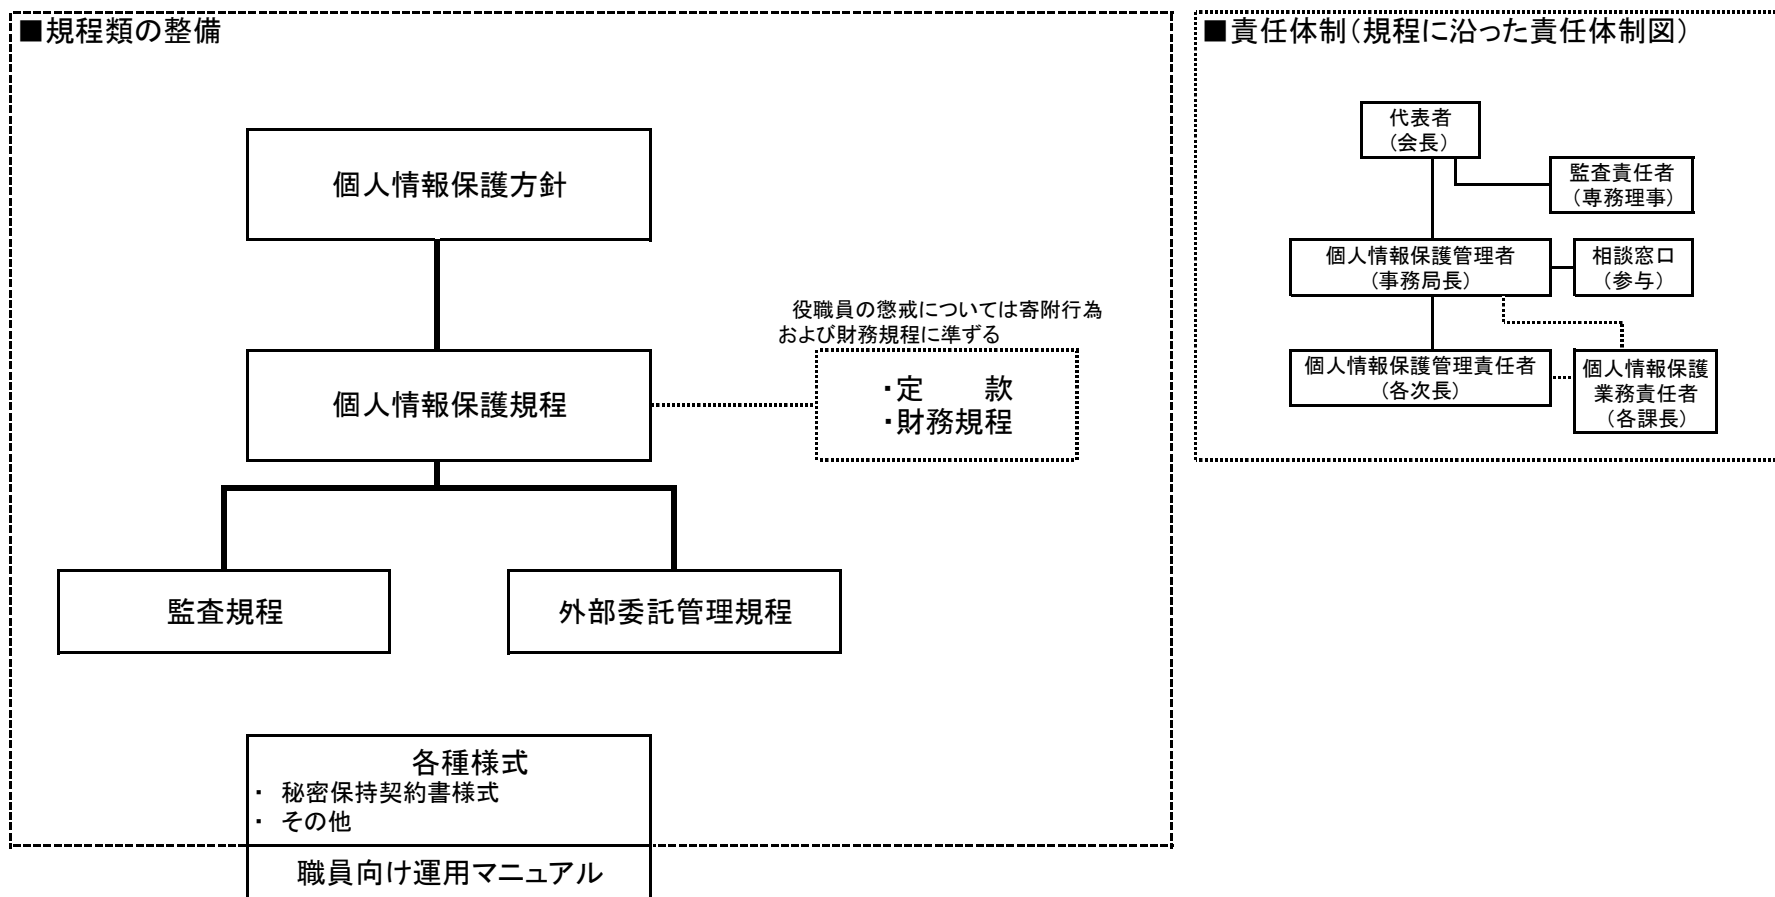 ■規程類の整備
個人情報保護方針
役職員の懲戒については寄附行為
および財務規程に準ずる
個人情報保護規程
・定　　款
・財務規程
監査規程
外部委託管理規程
各種様式
・ 秘密保持契約書様式
・ その他
職員向け運用マニュアル
■責任体制（規程に沿った責任体制図）
代表者
（会長）
監査責任者
（専務理事）
個人情報保護管理者
（事務局長）
相談窓口
（参与）
個人情報保護管理責任者
（各次長）
個人情報保護
業務責任者
（各課長）